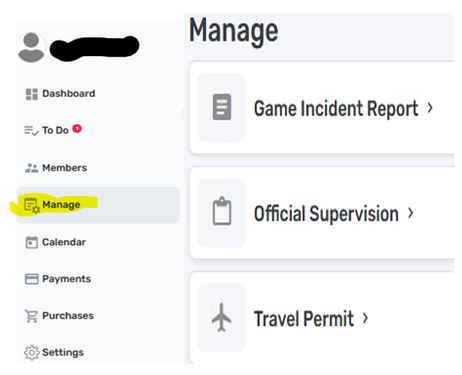 Manage
Dashboard
To Do 1
Members
Manage
Calendar
Payments
Purchases
Settings
Game Incident Report
Official Supervision
Travel Permit